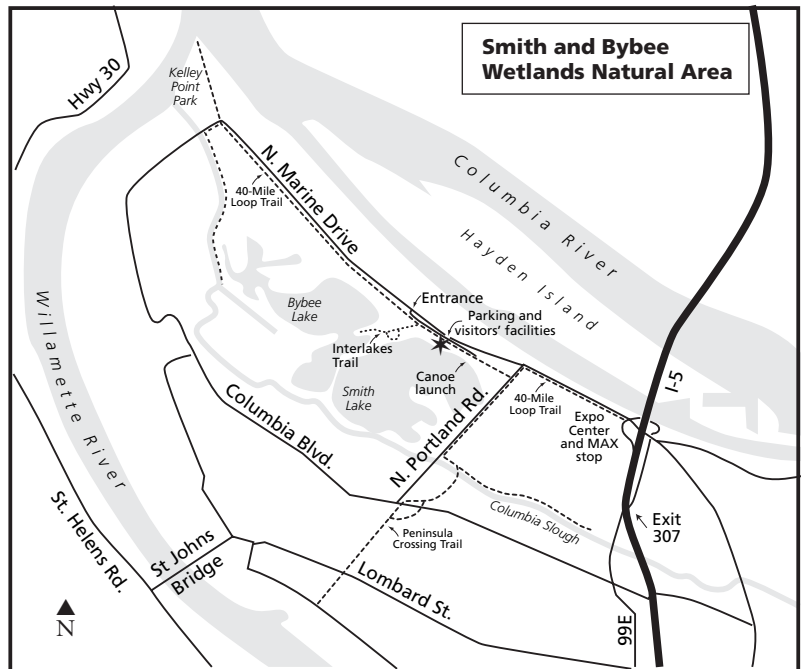 Smith and Bybee
Wetlands Natural Area
Hwy 30
Kelley
Point
Park
40-Mile
Loop Trail
N. Marine Drive
Columbia River
Hayden Island
Willamette River
Bybee
Lake
Entrance
Parking and
visitors' facilities
Interlakes
Trail
Smith
Lake
Canoe
launch
I-5
40-Mile
Loop Trail
Expo
Center
and MAX
stop
Columbia Blvd.
N. Portland Rd.
Columbia Slough
Exit
307
Peninsula
Crossing Trail
St. Helens Rd.
St Johns
Bridge
Lombard St.
99E
N